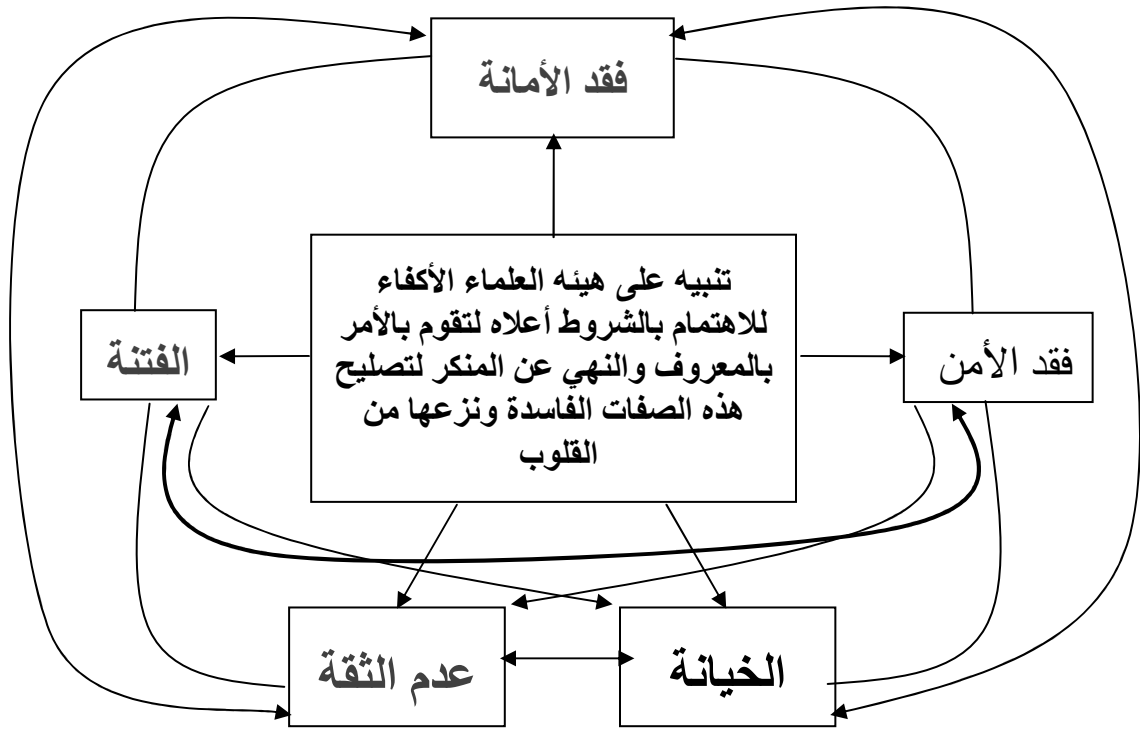 فقد الأمانة
تنبيه على هيئه العلماء الأكفاء
للاهتمام بالشروط أعلاه لتقوم بالأمر
بالمعروف والنهي عن المنكر لتصليح
هذه الصفات الفاسدة ونزعها من
القلوب
فقد الأمن
الفتنة
الخيانة
عدم الثقة